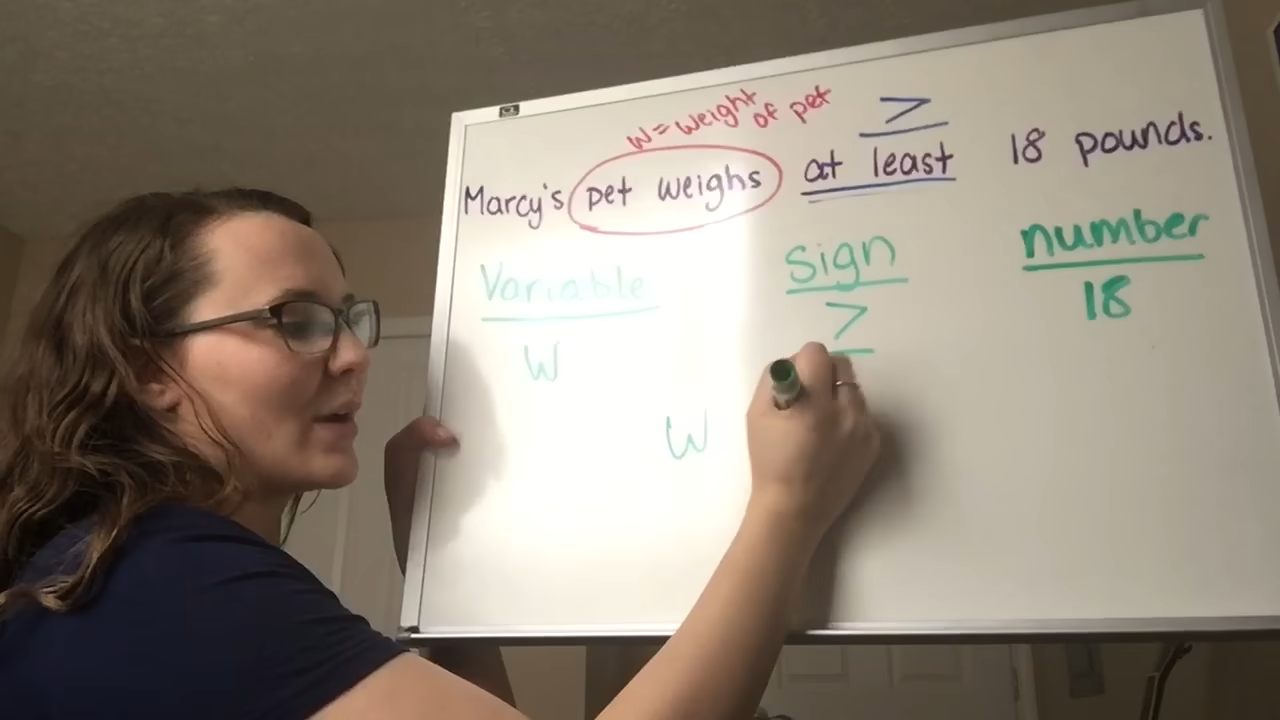 w = weight
of pet
≥
Marcy's pet weighs at least 18 pounds.
Variable sign number
w ≥ 18
w